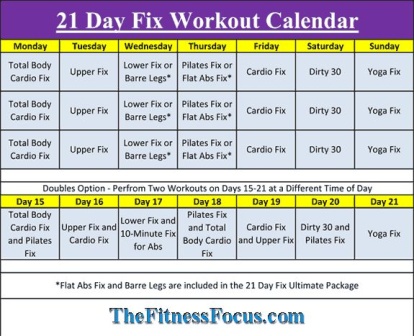 21 Day Fix Workout Calendar
Monday Tuesday Wednesday Thursday Friday Saturday Sunday
Total Body
Cardio Fix
Upper Fix
Lower Fix or
Barre Legs*
Pilates Fix or
Flat Abs Fix*
Cardio Fix
Dirty 30
Yoga Fix
Total Body
Cardio Fix
Upper Fix
Lower Fix or
Barre Legs*
Pilates Fix or
Flat Abs Fix*
Cardio Fix
Dirty 30
Yoga Fix
Total Body
Cardio Fix
Upper Fix
Lower Fix or
Barre Legs*
Pilates Fix or
Flat Abs Fix*
Cardio Fix
Dirty 30
Yoga Fix
Doubles Option - Perfrom Two Workouts on Days 15-21 at a Different Time of Day
Day 15 Day 16 Day 17 Day 18 Day 19 Day 20 Day 21
Total Body
Cardio Fix
and Pilates
Fix
Upper Fix and
Cardio Fix
Lower Fix and
10-Minute Fix
for Abs
Pilates Fix
and Total
Body Cardio
Fix
Cardio Fix
and Upper Fix
Dirty 30 and
Pilates Fix
Yoga Fix
*Flat Abs Fix and Barre Legs are included in the 21 Day Fix Ultimate Package
TheFitnessFocus.com